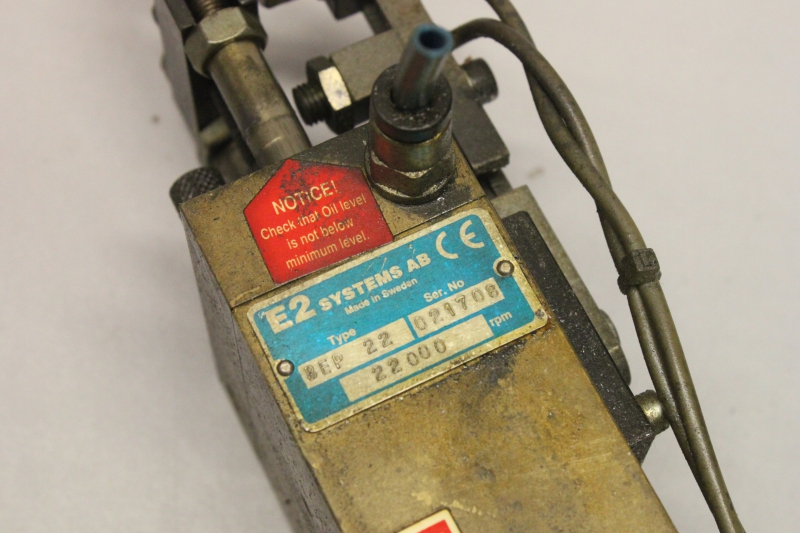 NOTICE!
Check that Oil level
is not below
minimum level.
E2 SYSTEMS AB CE
Made in Sweden
Type Ser. No
BEP 22 021708
22000 rpm